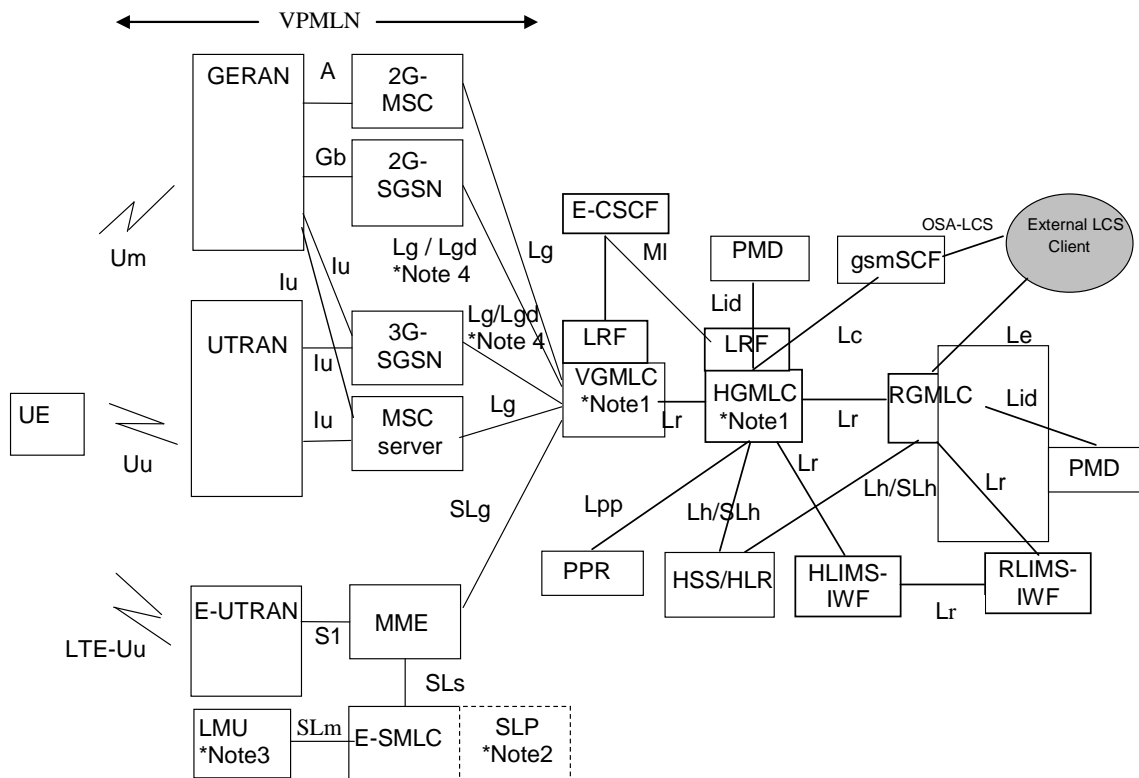 VPMLN
GERAN
A
2G-
MSC
Gb
2G-
SGSN
Um
Iu
Iu
Lg / Lgd
*Note 4
Lg
E-CSCF
Ml
PMD
Lid
gsmSCF
OSA-LCS
External LCS
Client
UTRAN
Iu
3G-
SGSN
Lg/Lgd
*Note 4
LRF
LRF
Lc
Le
UE
Uu
Iu
MSC
server
Lg
VGMLC
*Note1
Lr
HGMLC
*Note1
Lr
RGMLC
Lid
PMD
SLg
Lpp
Lh/SLh
Lr
Lh/SLh
Lr
PPR
HSS/HLR
HLIMS-
IWF
Lr
RLIMS-
IWF
LTE-Uu
E-UTRAN
S1
MME
SLs
LMU
*Note3
SLm
E-SMLC
SLP
*Note2